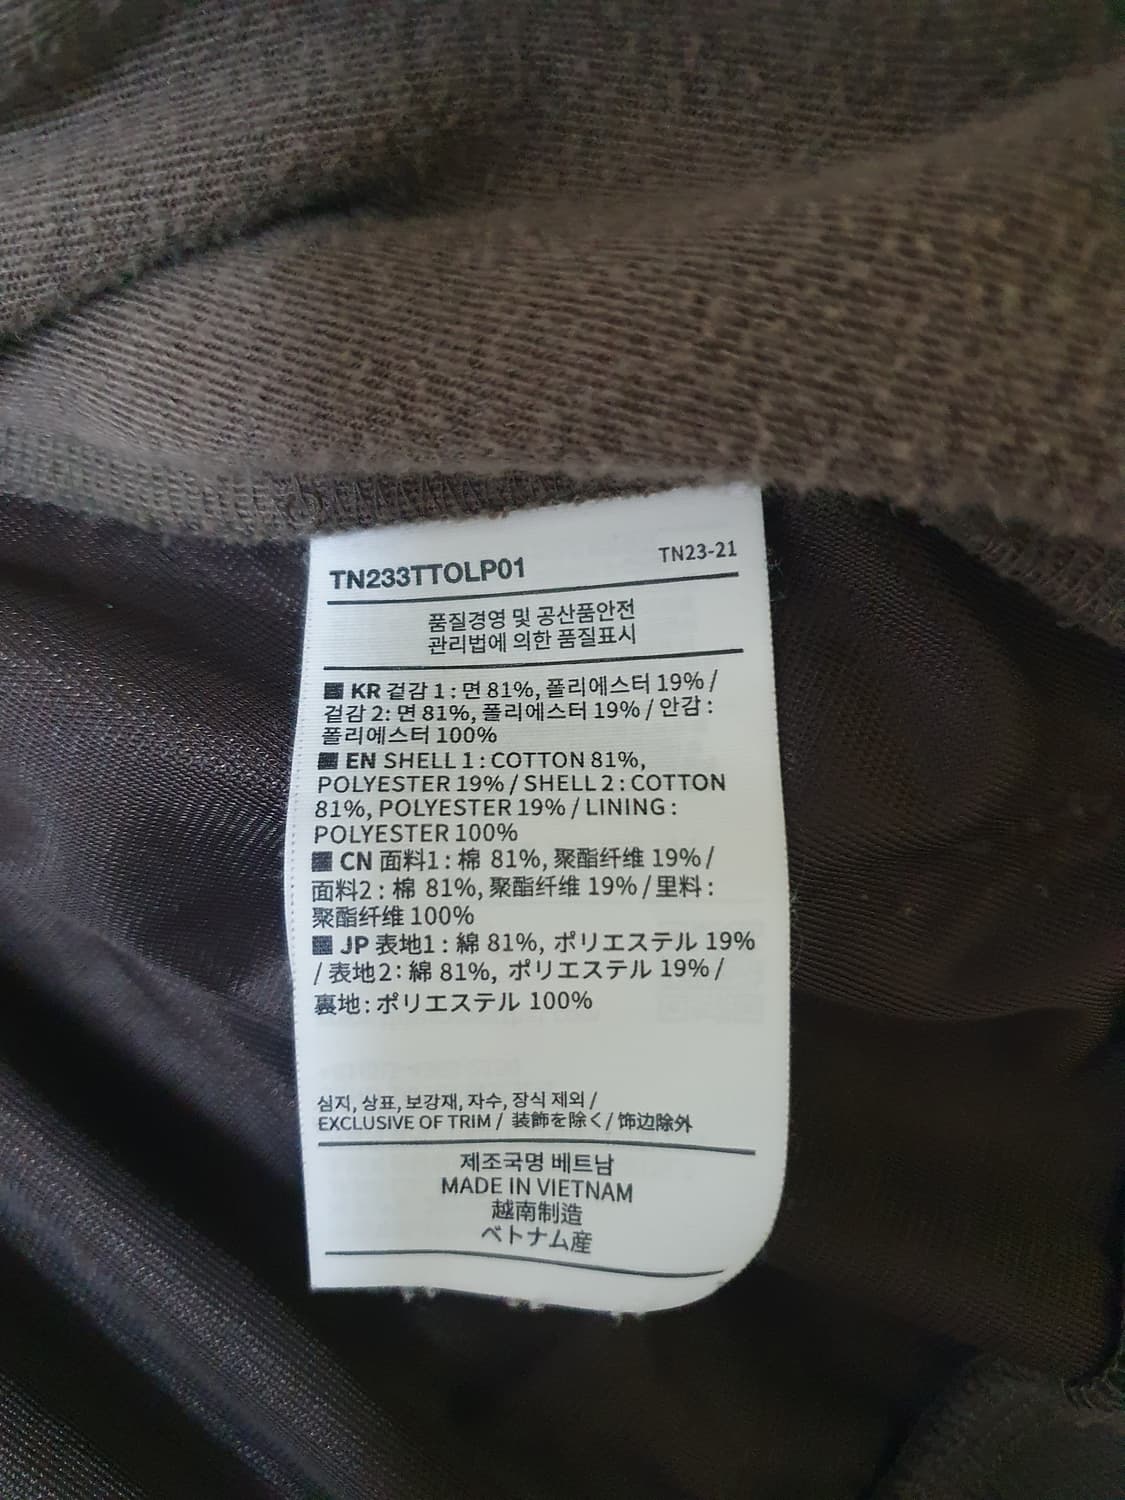 TN233TTOLP01
TN23-21
품질경영 및 공산품안전
관리법에 의한 품질표시
KR 겉감 1 : 면 81%, 폴리에스터 19% /
겉감 2: 면 81%, 폴리에스터 19% / 안감 :
폴리에스터 100%
EN SHELL 1 : COTTON 81%,
POLYESTER 19% / SHELL 2 : COTTON
81%, POLYESTER 19% / LINING :
POLYESTER 100%
CN 面料1 : 棉 81%, 聚酯纤维 19% /
面料2 : 棉 81%, 聚酯纤维 19% / 里料 :
聚酯纤维 100%
JP 表地1 : 綿 81%, ポリエステル 19%
/ 表地2 : 綿 81%, ポリエステル 19% /
裏地 : ポリエステル 100%
심지, 상표, 보강재, 자수, 장식 제외 /
EXCLUSIVE OF TRIM / 装飾を除く / 饰边除外
제조국명 베트남
MADE IN VIETNAM
越南制造
ベトナム産